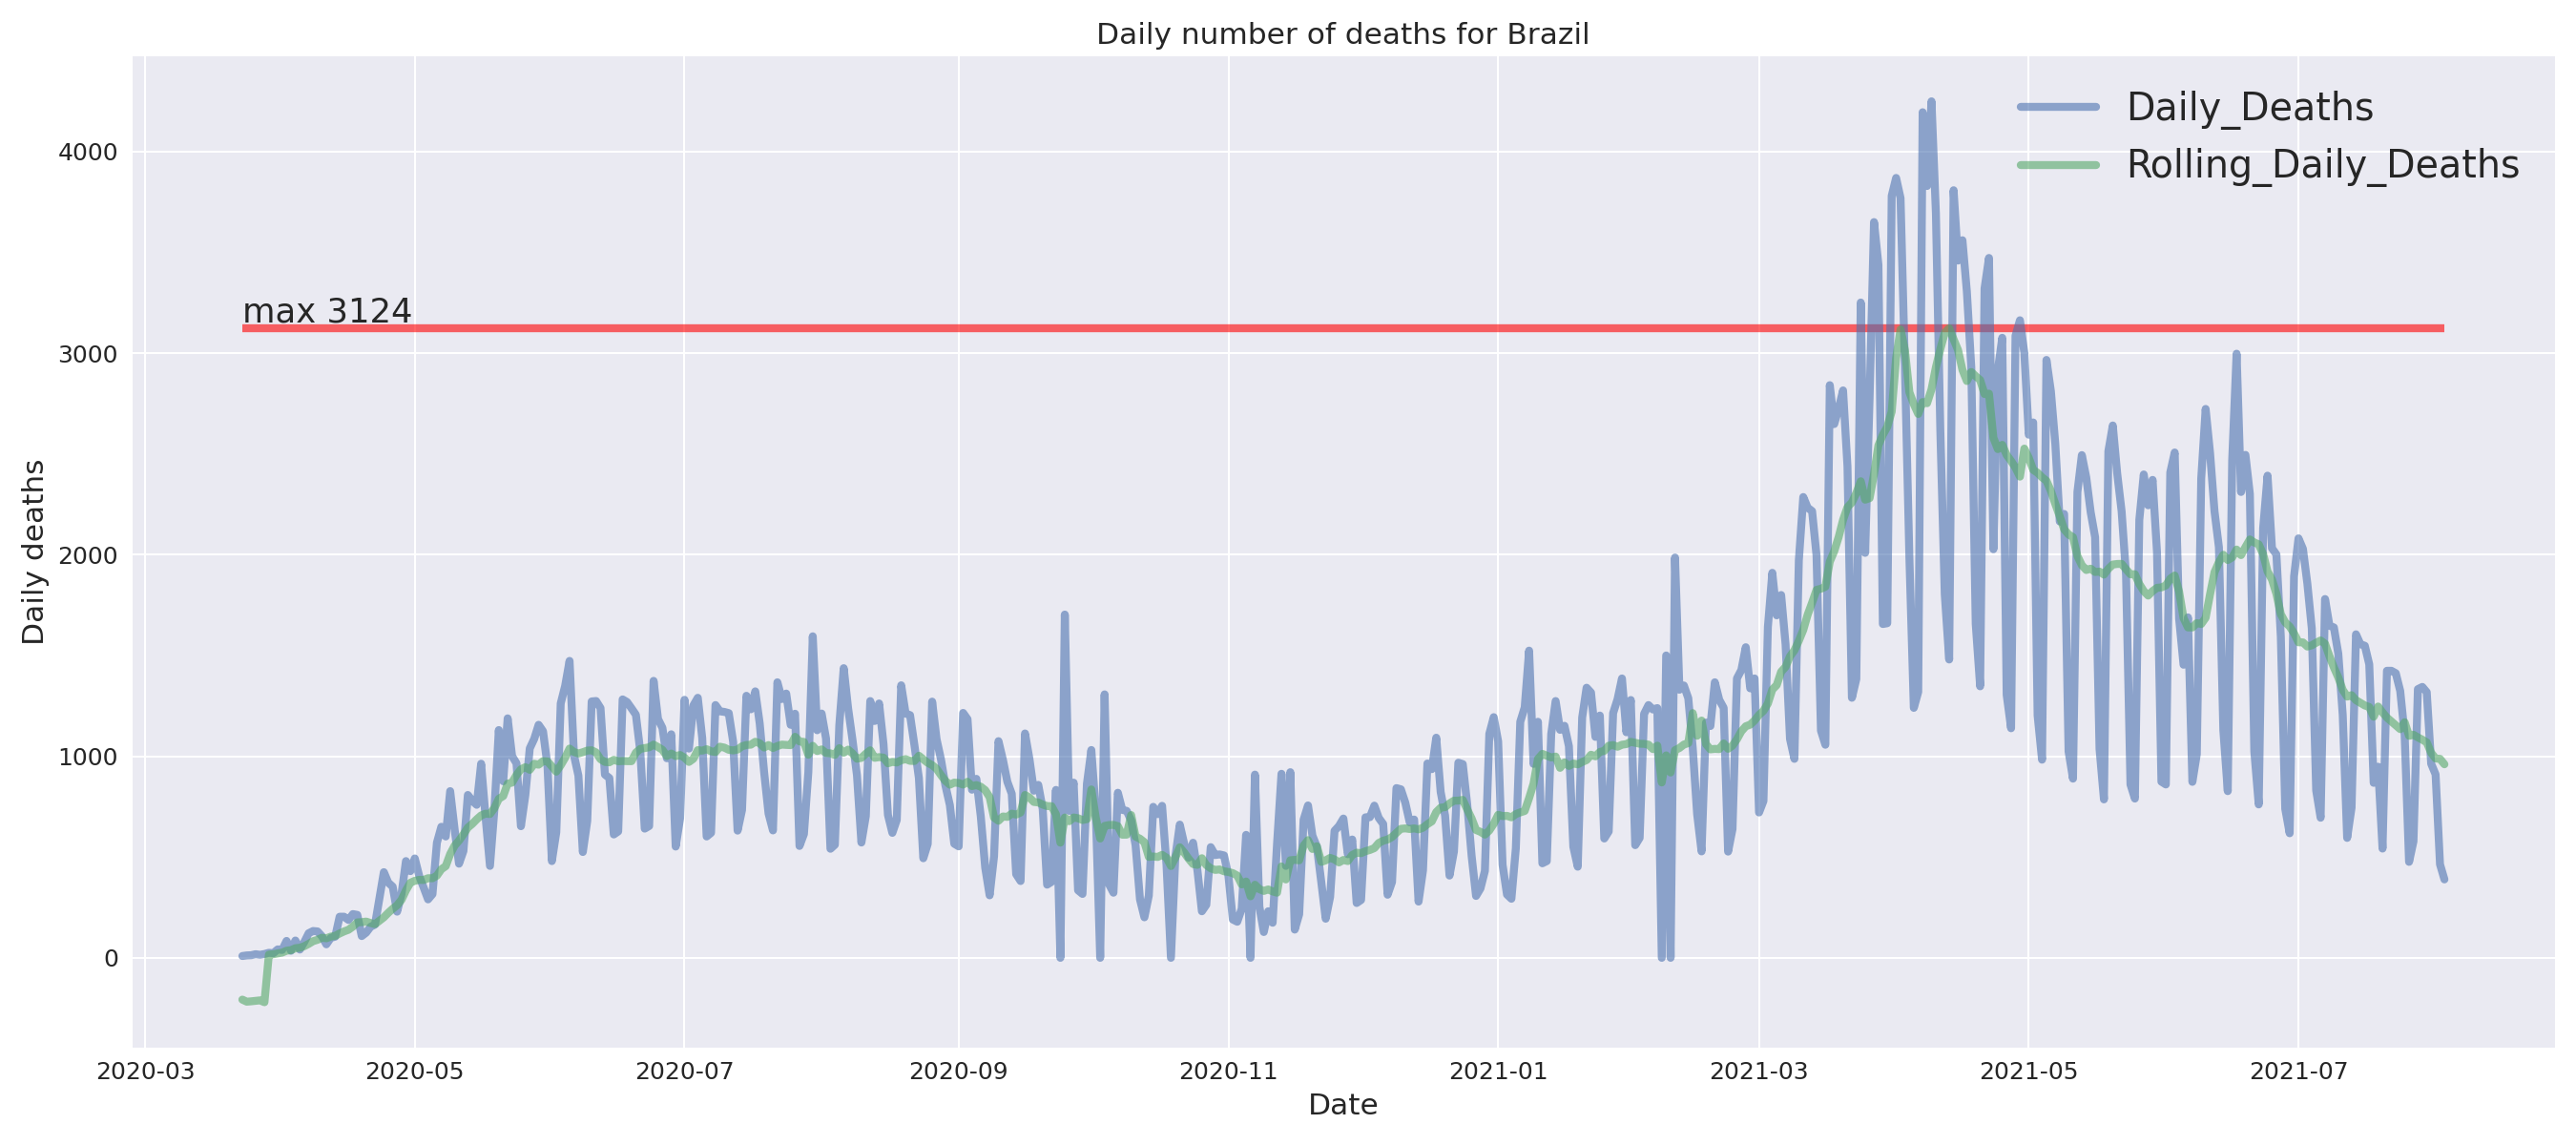 Daily number of deaths for Brazil
Daily_Deaths
Rolling_Daily_Deaths
max 3124
Daily deaths
4000
3000
2000
1000
0
2020-03 2020-05 2020-07 2020-09 2020-11 2021-01 2021-03 2021-05 2021-07
Date